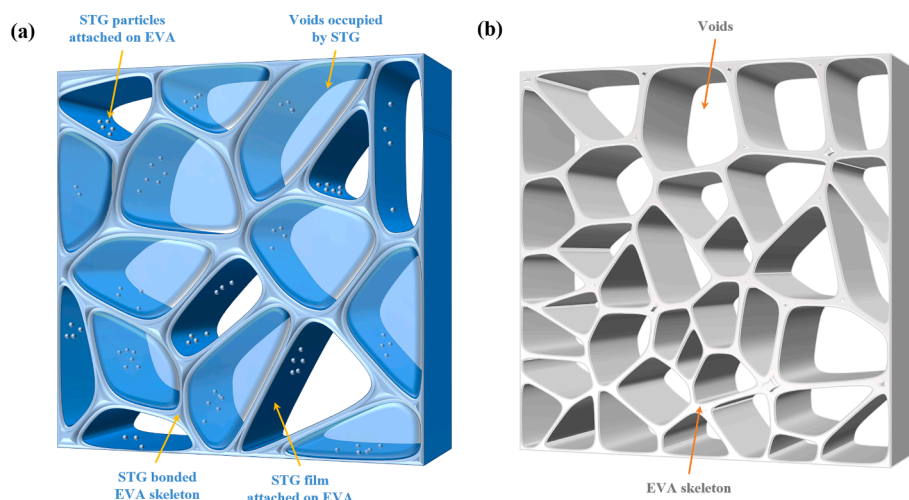 (a)
STG particles
attached on EVA
Voids occupied
by STG
STG bonded
EVA skeleton
STG film
attached on EVA
(b)
Voids
EVA skeleton